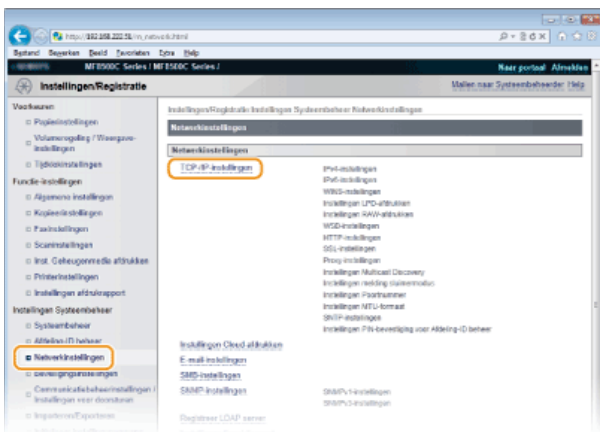 http://192.168.222.51/m_network.html
Bestand Bewerken Beeld Favorieten Extra Help
MF8500C Series / MF8500C Series /
Naar portaal Afmelden
Instellingen/Registratie
Mailen naar Systeembeheerder Help
Voorkeuren
Papierinstellingen
Volumeregeling / Weergave-
instellingen
Tijdklokinstellingen
Functie-instellingen
Algemene instellingen
Kopieerinstellingen
Faxinstellingen
Scaninstellingen
Inst. Geheugenmedia afdrukken
Printerinstellingen
Instellingen afdrukrapport
Instellingen Systeembeheer
Systeembeheer
Afdeling-ID beheer
Netwerkinstellingen
Beveiligingsinstellingen
Communicatiebeheerinstellingen /
Instellingen voor doorsturen
Importeren/Exporteren
Instellingen/Registratie: Instellingen Systeembeheer: Netwerkinstellingen
Netwerkinstellingen
Netwerkinstellingen
TCP/IP-instellingen
IPv4-instellingen
IPv6-instellingen
WINS-instellingen
Instellingen LPD-afdrukken
Instellingen RAW-afdrukken
WSD-instellingen
HTTP-instellingen
SSL-instellingen
Proxy-instellingen
Instellingen Multicast Discovery
Instellingen melding sluimermodus
Instellingen Poortnummer
Instellingen MTU-formaat
SNTP-instellingen
Instellingen PIN-bevestiging voor Afdeling-ID beheer
Instellingen Cloud-afdrukken
E-mail-instellingen
SMB-instellingen
SNMP-instellingen
SNMPv1-instellingen
SNMPv3-instellingen
Registreer LDAP-server